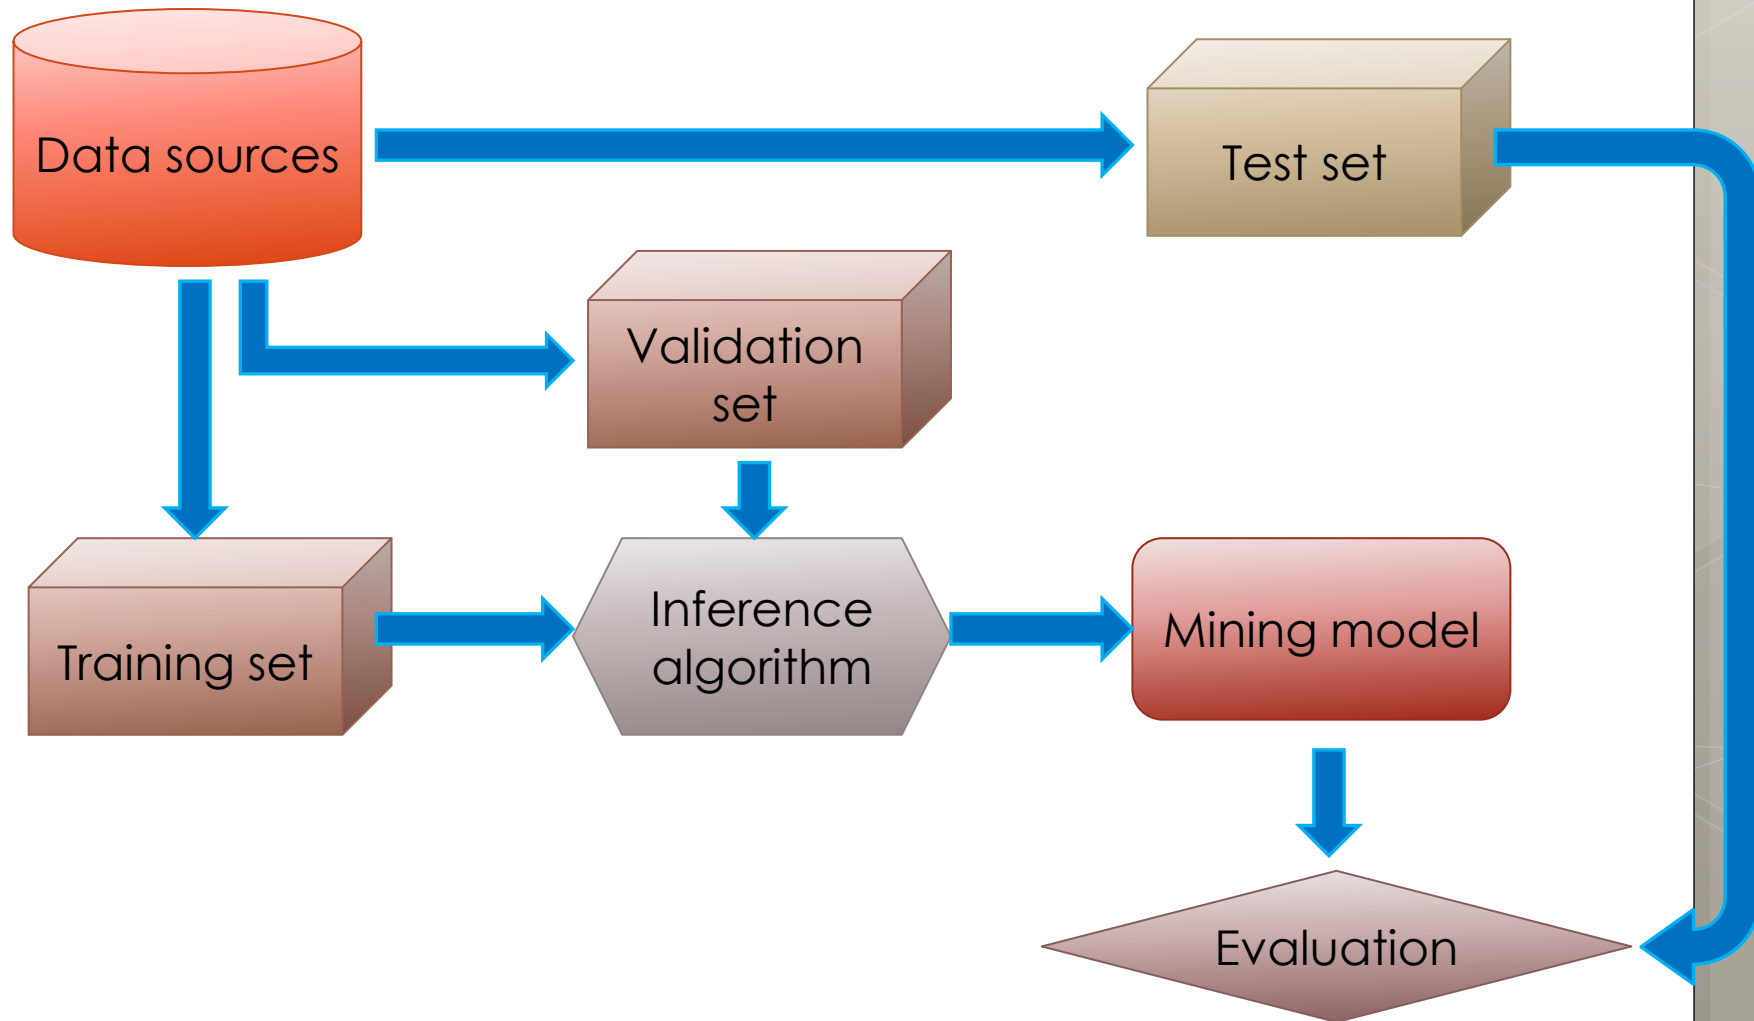 Data sources
Test set
Validation
set
Training set
Inference
algorithm
Mining model
Evaluation